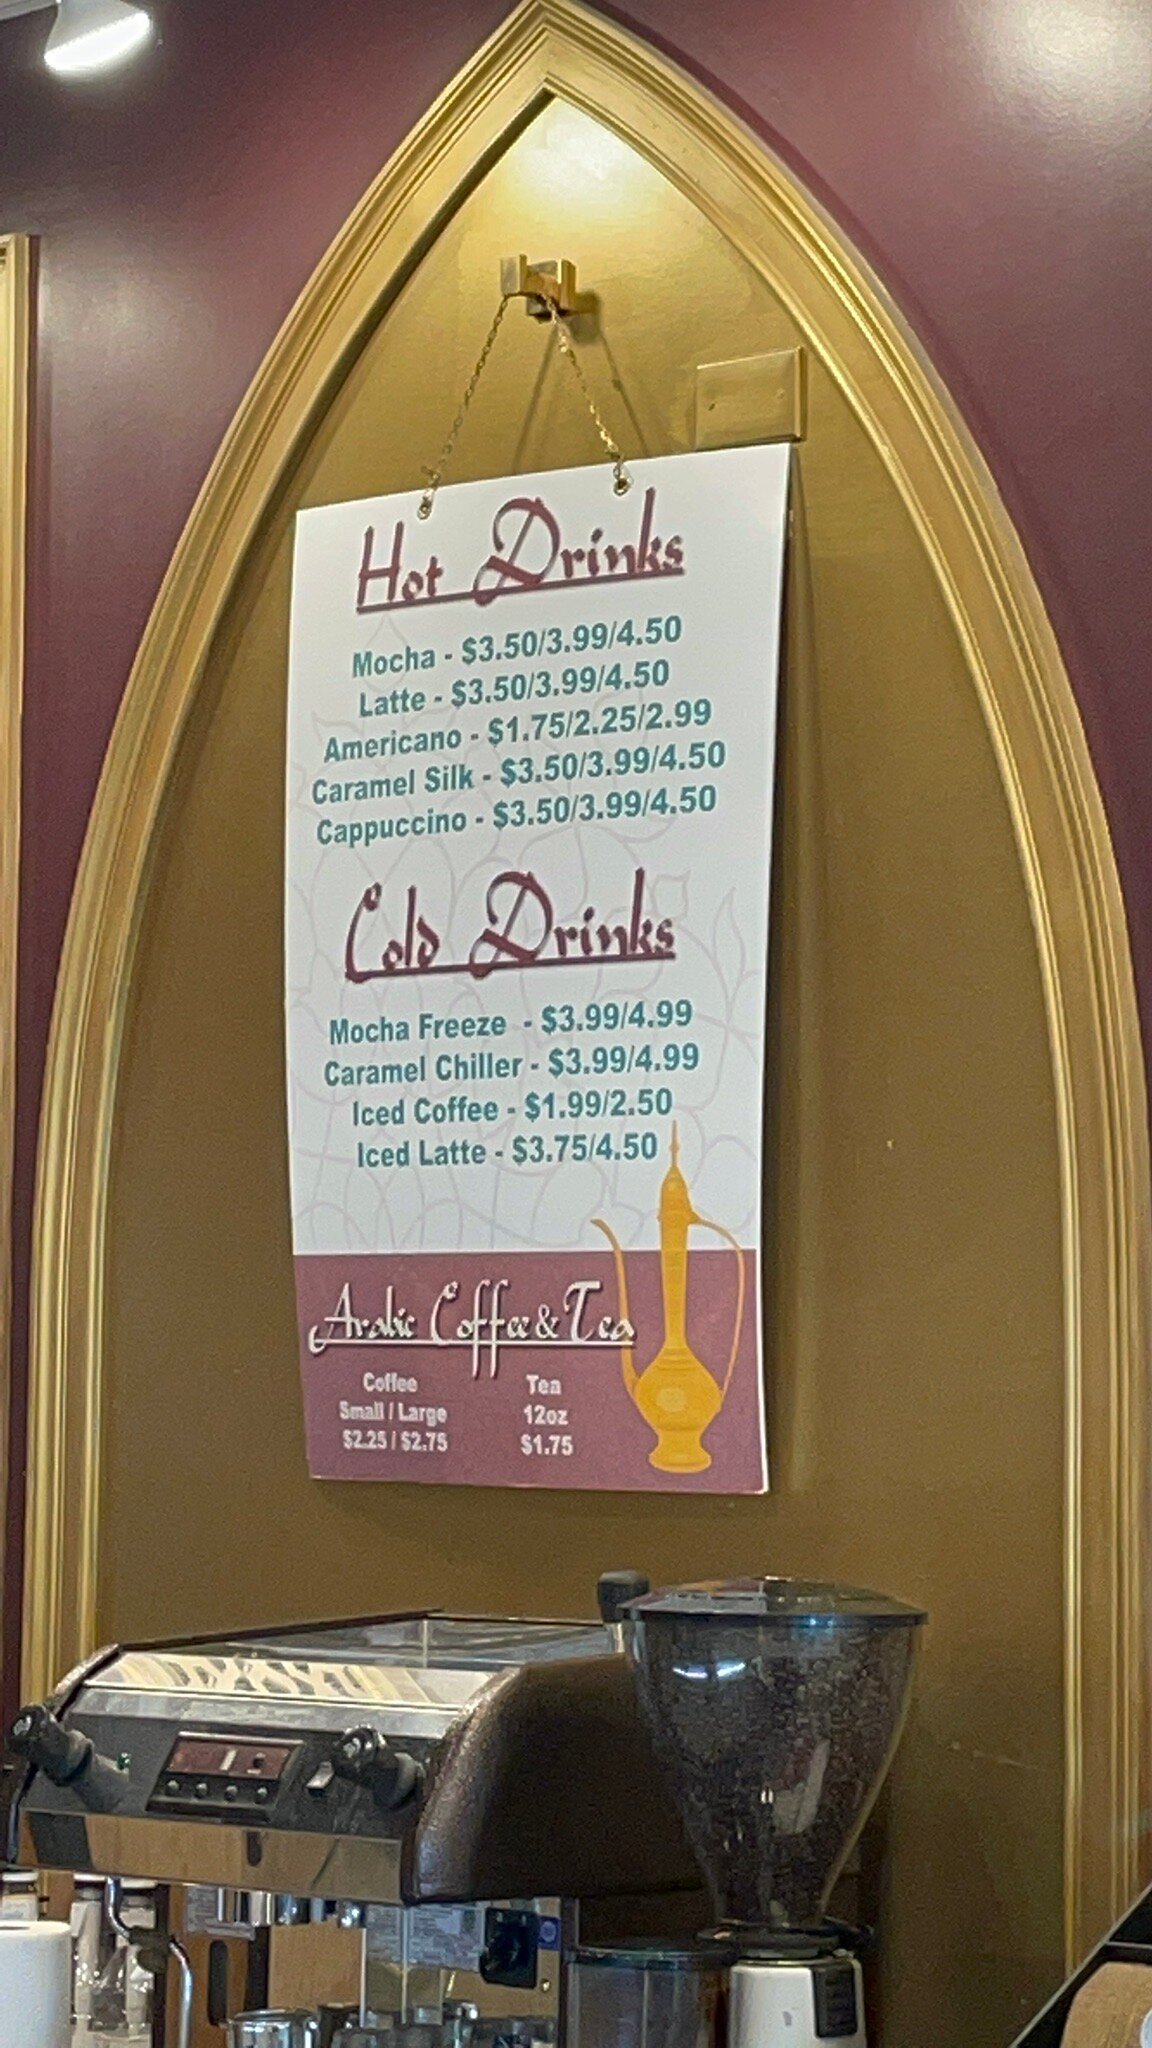 Hot Drinks
Mocha - $3.50/3.99/4.50
Latte - $3.50/3.99/4.50
Americano - $1.75/2.25/2.99
Caramel Silk - $3.50/3.99/4.50
Cappuccino - $3.50/3.99/4.50
Cold Drinks
Mocha Freeze - $3.99/4.99
Caramel Chiller - $3.99/4.99
Iced Coffee - $1.99/2.50
Iced Latte - $3.75/4.50
Arabic Coffee & Tea
Coffee
Small / Large
$2.25 / $2.75
Tea
12oz
$1.75